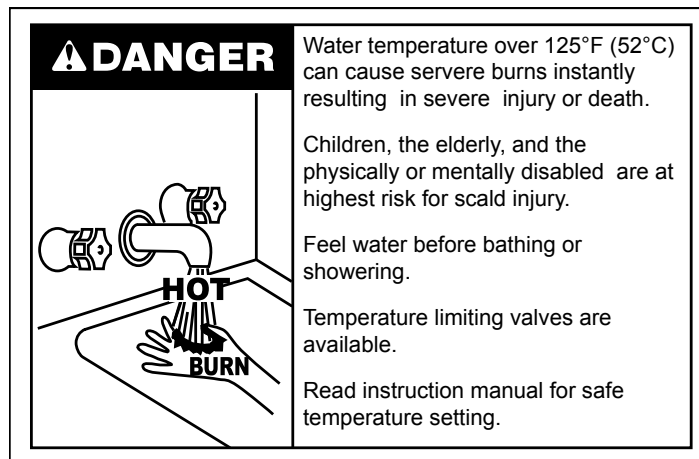 DANGER
HOT
BURN
Water temperature over 125°F (52°C)
can cause servere burns instantly
resulting in severe injury or death.
Children, the elderly, and the
physically or mentally disabled are at
highest risk for scald injury.
Feel water before bathing or
showering.
Temperature limiting valves are
available.
Read instruction manual for safe
temperature setting.